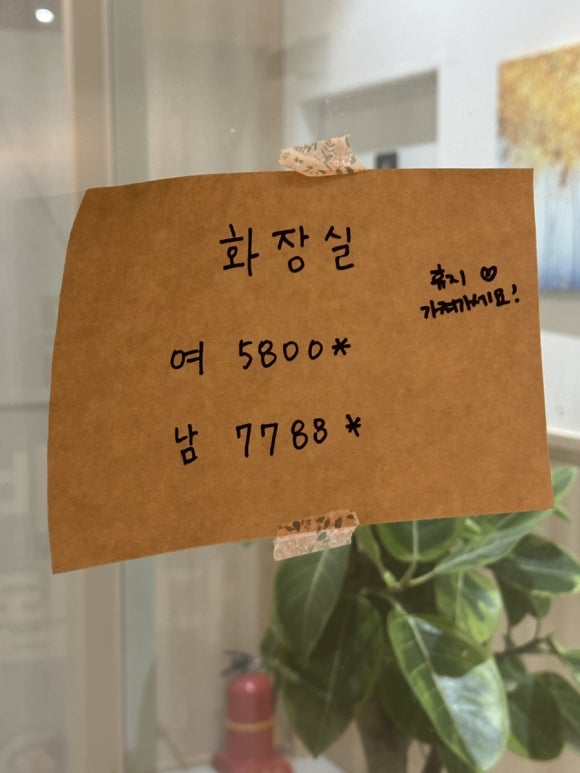 화장실
휴지 ♡
가져가세요!
여 5800*
남 7788*